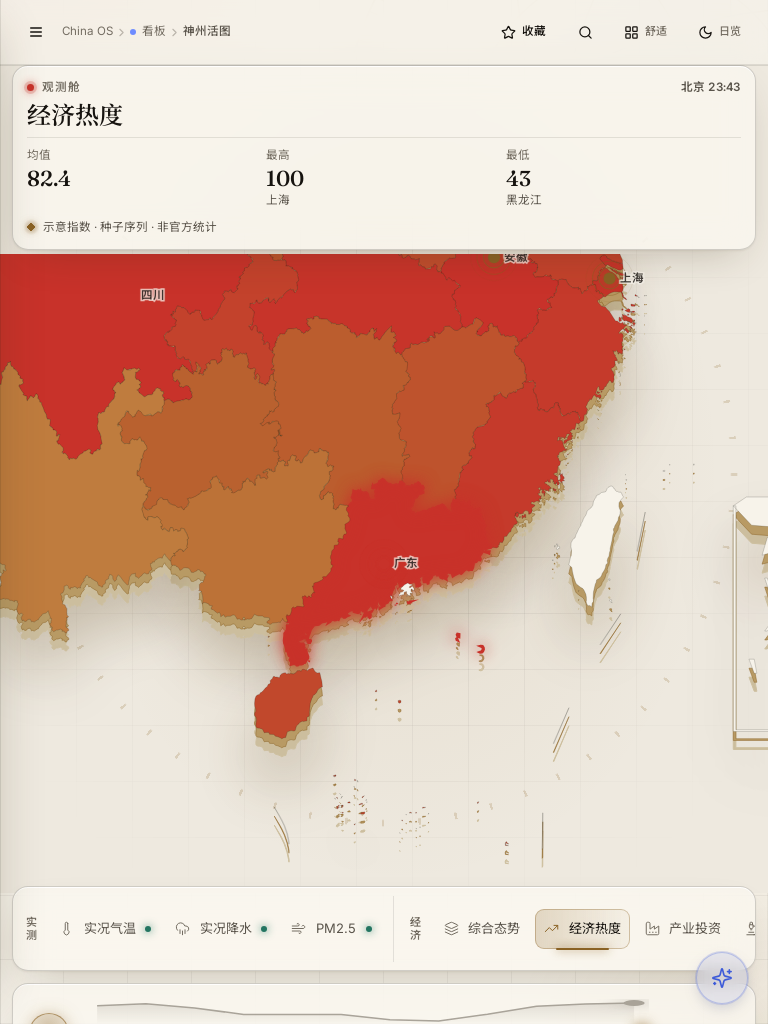 China OS > 看板 > 神州活图
收藏
舒适
日览
观测舱
北京 23:43
经济热度
均值 最高 最低
82.4 100 43
上海 黑龙江
示意指数 · 种子序列 · 非官方统计
安徽
上海
四川
广东
实测
实况气温
实况降水
PM2.5
经济
综合态势
经济热度
产业投资